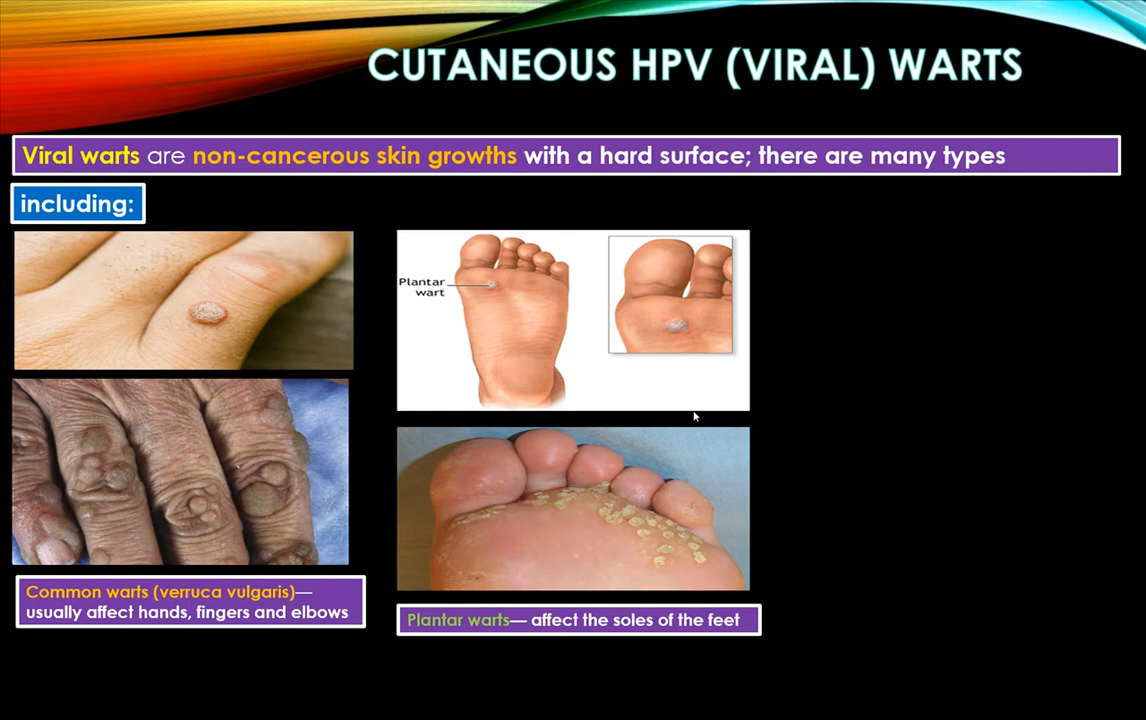 CUTANEOUS HPV (VIRAL) WARTS
Viral warts are non-cancerous skin growths with a hard surface; there are many types
including:
Plantar
wart
Common warts (verruca vulgaris)—
usually affect hands, fingers and elbows
Plantar warts— affect the soles of the feet